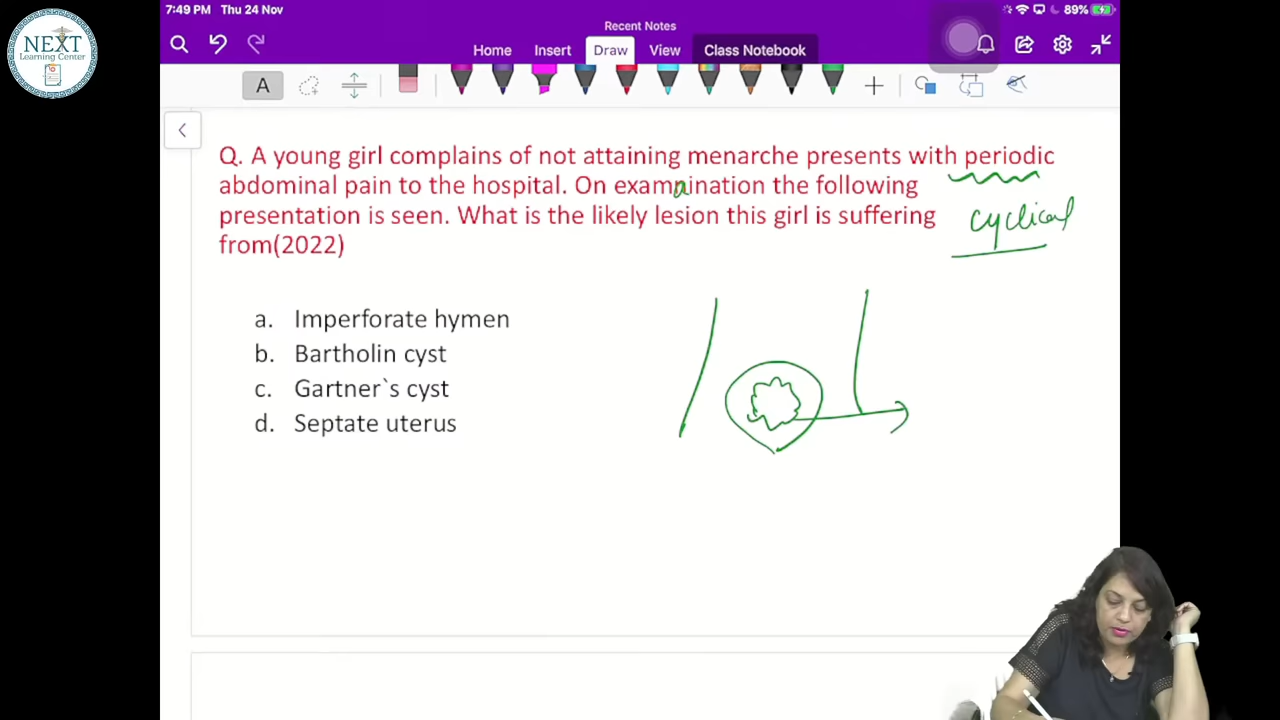 7:49 PM Thu 24 Nov
89%
Recent Notes
NEXT
Learning Center
Home Insert Draw View Class Notebook
A
Q. A young girl complains of not attaining menarche presents with periodic
abdominal pain to the hospital. On examaination the following
presentation is seen. What is the likely lesion this girl is suffering
from(2022)
cyclical
a. Imperforate hymen
b. Bartholin cyst
c. Gartner`s cyst
d. Septate uterus